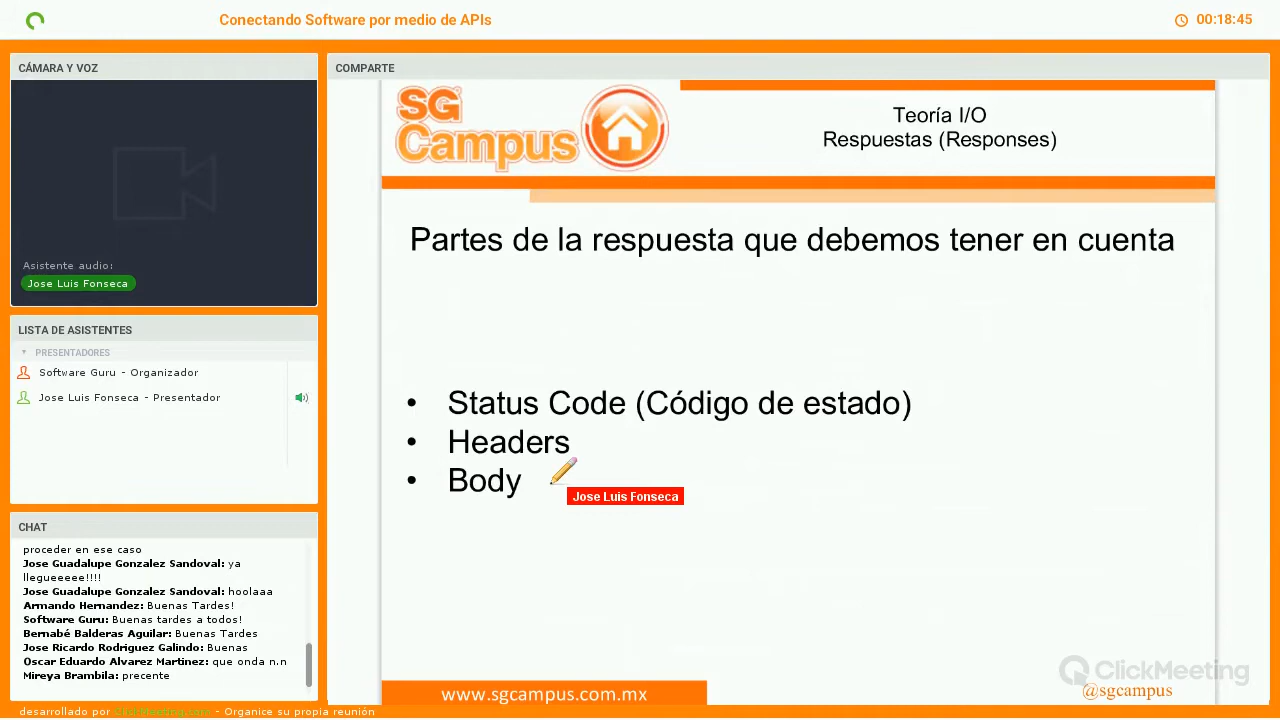 Conectando Software por medio de APIs
00:18:45
CÁMARA Y VOZ
Asistente audio:
Jose Luis Fonseca
LISTA DE ASISTENTES
PRESENTADORES
Software Guru - Organizador
Jose Luis Fonseca - Presentador
CHAT
proceder en ese caso
Jose Guadalupe Gonzalez Sandoval: ya
llegueeeee!!!!
Jose Guadalupe Gonzalez Sandoval: hoolaaa
Armando Hernandez: Buenas Tardes!
Software Guru: Buenas tardes a todos!
Bernabé Balderas Aguilar: Buenas Tardes
Jose Ricardo Rodriguez Galindo: Buenas
Oscar Eduardo Alvarez Martinez: que onda n.n
Mireya Brambila: precente
desarrollado por ClickMeeting.com - Organice su propia reunión
COMPARTE
SG
Campus
Teoría I/O
Respuestas (Responses)
Partes de la respuesta que debemos tener en cuenta
• Status Code (Código de estado)
• Headers
• Body
Jose Luis Fonseca
ClickMeeting
www.sgcampus.com.mx
@sgcampus